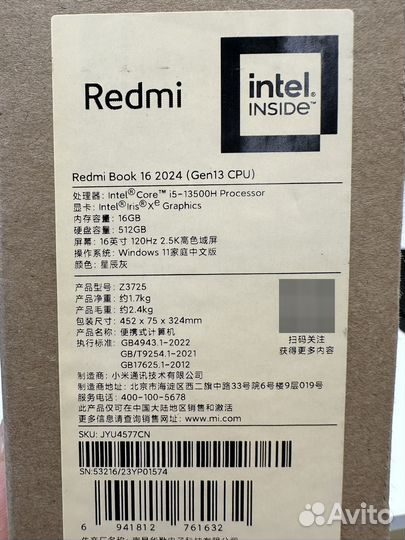 Redmi
intel.
INSIDE™
Redmi Book 16 2024 (Gen13 CPU)
处理器: Intel®Core™ i5-13500H Processor
显卡: Intel®Iris®Xᵉ Graphics
内存容量: 16GB
硬盘容量: 512GB
屏幕: 16英寸 120Hz 2.5K高色域屏
操作系统: Windows 11家庭中文版
颜色: 星辰灰
产品型号: Z3725
产品净重: 约1.7kg
产品毛重: 约2.4kg
包装尺寸: 452 x 75 x 324mm
产品名称: 便携式计算机
执行标准: GB4943.1-2022
GB/T9254.1-2021
GB17625.1-2012
扫码关注
获得更多内容
制造商: 小米通讯技术有限公司
制造商地址: 北京市海淀区西二旗中路33号院6号楼9层019号
服务电话: 400-100-5678
此产品仅可在中国大陆地区销售和激活
更多信息请查询销售官网: www.mi.com
SKU: JYU4577CN
SN:53216/23YP01574
6 941812 761632
Avito